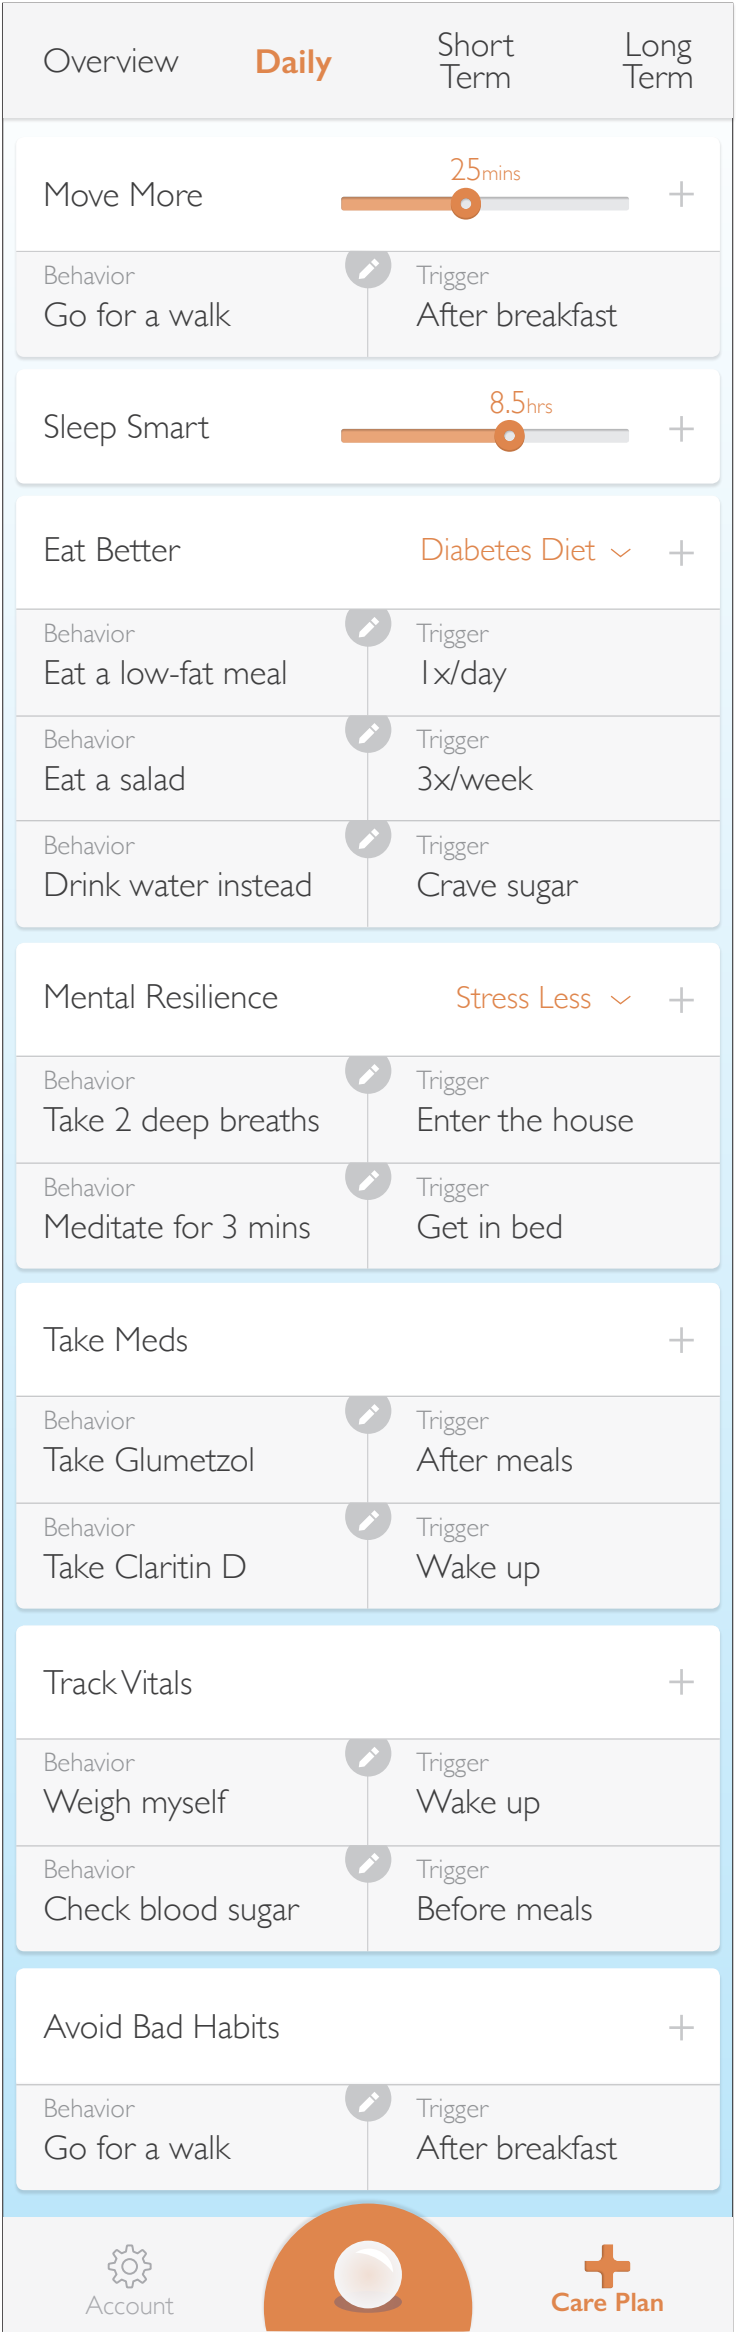 Overview Daily Short Term Long Term
25mins
Move More
Behavior Trigger
Go for a walk After breakfast
8.5hrs
Sleep Smart
Eat Better Diabetes Diet
Behavior Trigger
Eat a low-fat meal 1x/day
Behavior Trigger
Eat a salad 3x/week
Behavior Trigger
Drink water instead Crave sugar
Mental Resilience Stress Less
Behavior Trigger
Take 2 deep breaths Enter the house
Behavior Trigger
Meditate for 3 mins Get in bed
Take Meds
Behavior Trigger
Take Glumetzol After meals
Behavior Trigger
Take Claritin D Wake up
Track Vitals
Behavior Trigger
Weigh myself Wake up
Behavior Trigger
Check blood sugar Before meals
Avoid Bad Habits
Behavior Trigger
Go for a walk After breakfast
Account Care Plan